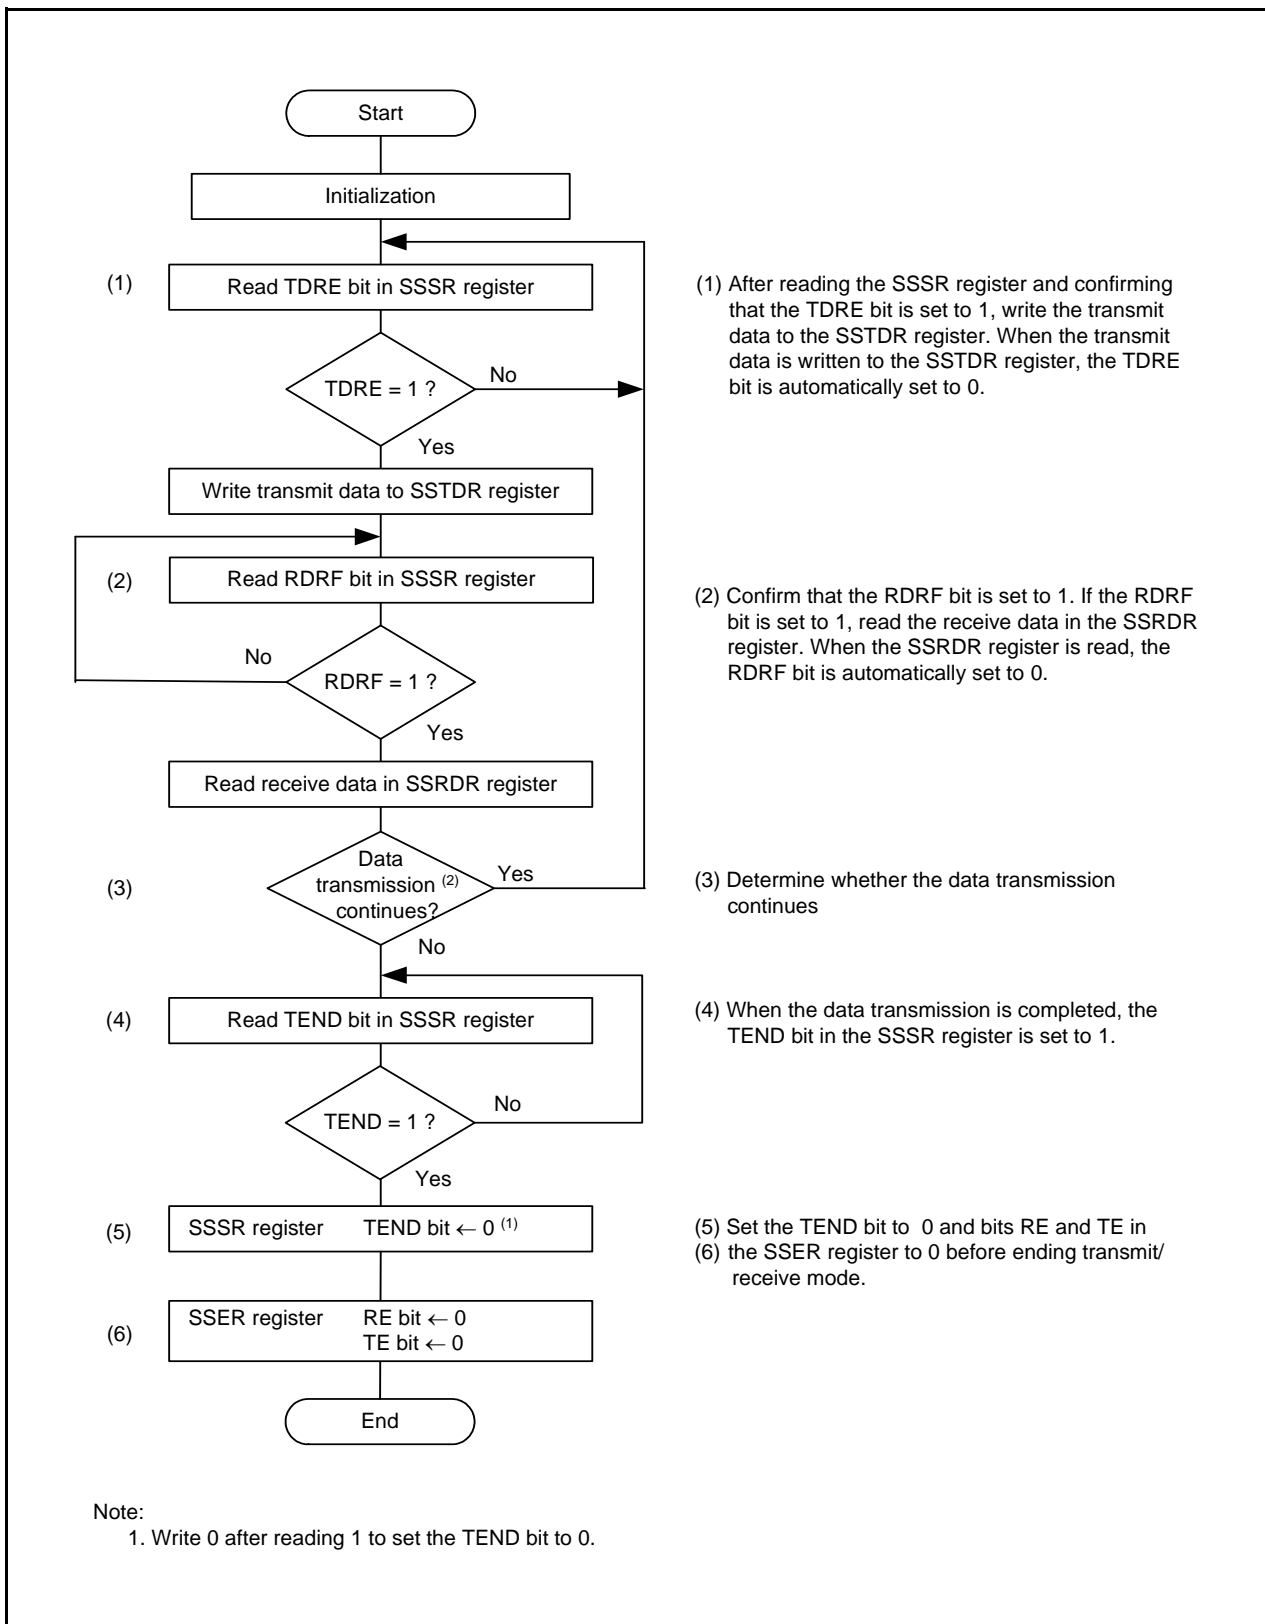 Start
Initialization
(1)
Read TDRE bit in SSSR register
TDRE = 1 ?
No
Yes
Write transmit data to SSTDR register
(2)
Read RDRF bit in SSSR register
No
RDRF = 1 ?
Yes
Read receive data in SSRDR register
(3)
Data
transmission (2)
continues?
Yes
No
(4)
Read TEND bit in SSSR register
TEND = 1 ?
No
Yes
(5)
SSSR register TEND bit ← 0 (1)
(6)
SSER register RE bit ← 0
TE bit ← 0
End
(1) After reading the SSSR register and confirming
that the TDRE bit is set to 1, write the transmit
data to the SSTDR register. When the transmit
data is written to the SSTDR register, the TDRE
bit is automatically set to 0.
(2) Confirm that the RDRF bit is set to 1. If the RDRF
bit is set to 1, read the receive data in the SSRDR
register. When the SSRDR register is read, the
RDRF bit is automatically set to 0.
(3) Determine whether the data transmission
continues
(4) When the data transmission is completed, the
TEND bit in the SSSR register is set to 1.
(5) Set the TEND bit to 0 and bits RE and TE in
(6) the SSER register to 0 before ending transmit/
receive mode.
Note:
1. Write 0 after reading 1 to set the TEND bit to 0.